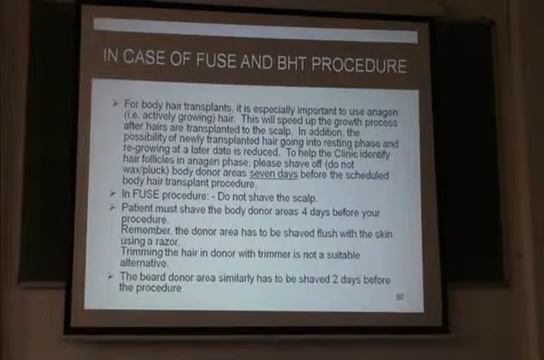 IN CASE OF FUSE AND BHT PROCEDURE
➤ For body hair transplants, it is especially important to use anagen
(i.e. actively growing) hair. This will speed up the growth process
after hairs are transplanted to the scalp. In addition, the
possibility of newly transplanted hair going into resting phase and
re-growing at a later date is reduced. To help the Clinic identify
hair follicles in anagen phase, please shave off (do not
wax/pluck) body donor areas seven days before the scheduled
body hair transplant procedure.
➤ In FUSE procedure: - Do not shave the scalp.
➤ Patient must shave the body donor areas 4 days before your
procedure.
Remember, the donor area has to be shaved flush with the skin
using a razor.
Trimming the hair in donor with trimmer is not a suitable
alternative.
➤ The beard donor area similarly has to be shaved 2 days before
the procedure